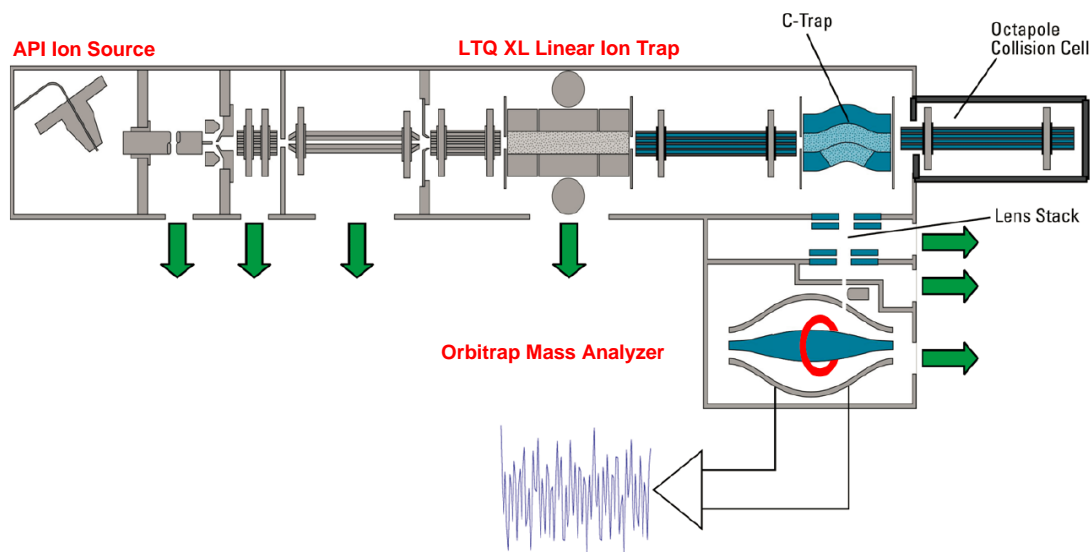 API Ion Source
LTQ XL Linear Ion Trap
C-Trap
Octapole
Collision Cell
Lens Stack
Orbitrap Mass Analyzer